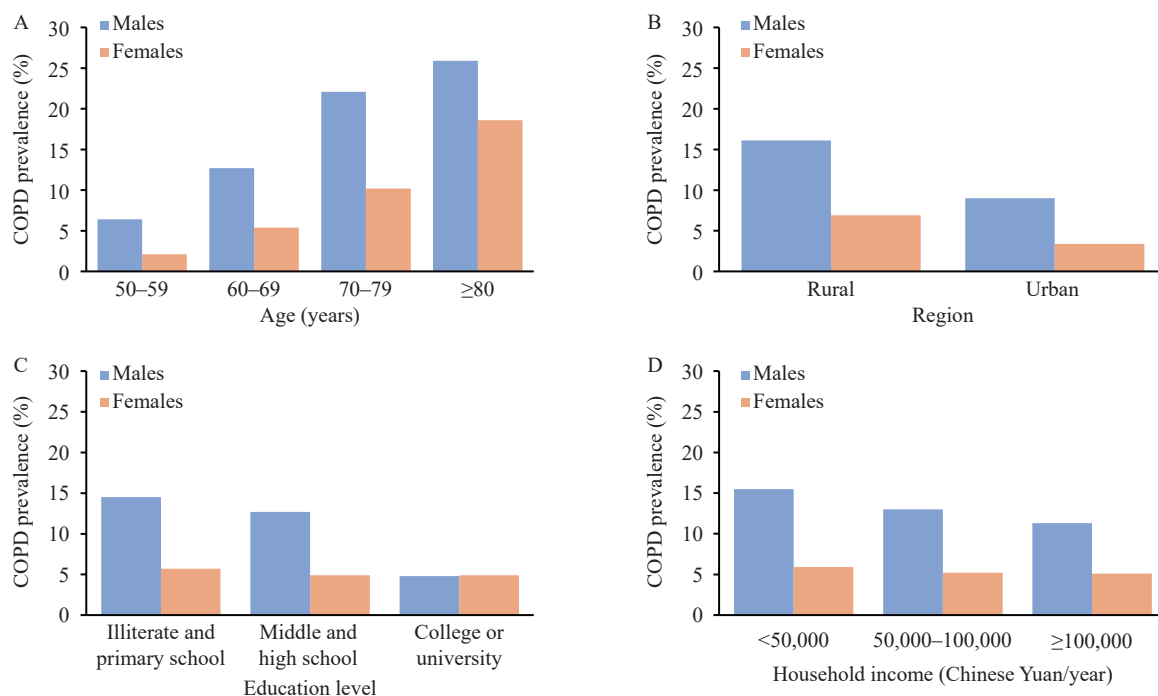 A
Males
Females
COPD prevalence (%)
30
25
20
15
10
5
0
50–59
60–69
70–79
≥80
Age (years)
B
Males
Females
COPD prevalence (%)
30
25
20
15
10
5
0
Rural
Urban
Region
C
Males
Females
COPD prevalence (%)
30
25
20
15
10
5
0
Illiterate and
primary school
Middle and
high school
College or
university
Education level
D
Males
Females
COPD prevalence (%)
30
25
20
15
10
5
0
<50,000
50,000–100,000
≥100,000
Household income (Chinese Yuan/year)